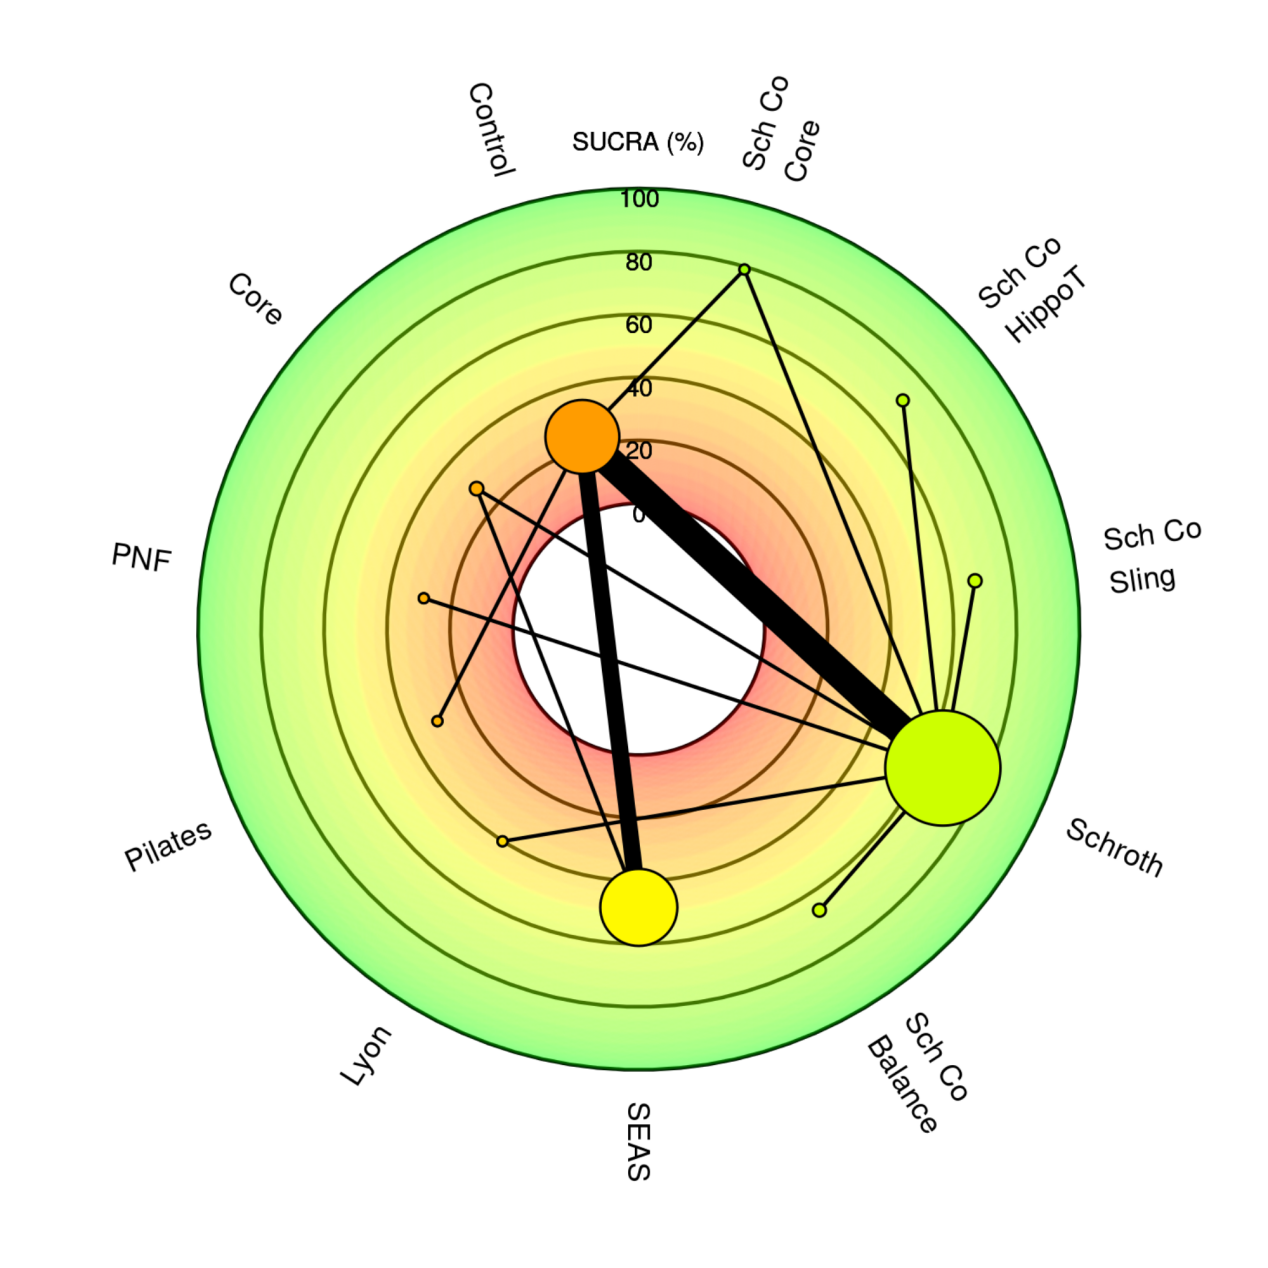 SUCRA (%)
100
80
60
40
20
0
Sch Co
Core
Sch Co
HippoT
Sch Co
Sling
Schroth
Sch Co
Balance
SEAS
Lyon
Pilates
PNF
Core
Control